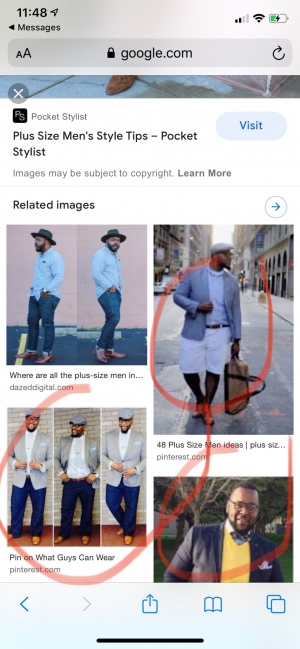 11:48
Messages
AA
google.com
PS
Pocket Stylist
Plus Size Men's Style Tips – Pocket
Stylist
Visit
Images may be subject to copyright. Learn More
Related images
Where are all the plus-size men in...
dazeddigital.com
48 Plus Size Men ideas | plus siz...
pinterest.com
Pin on What Guys Can Wear
pinterest.com